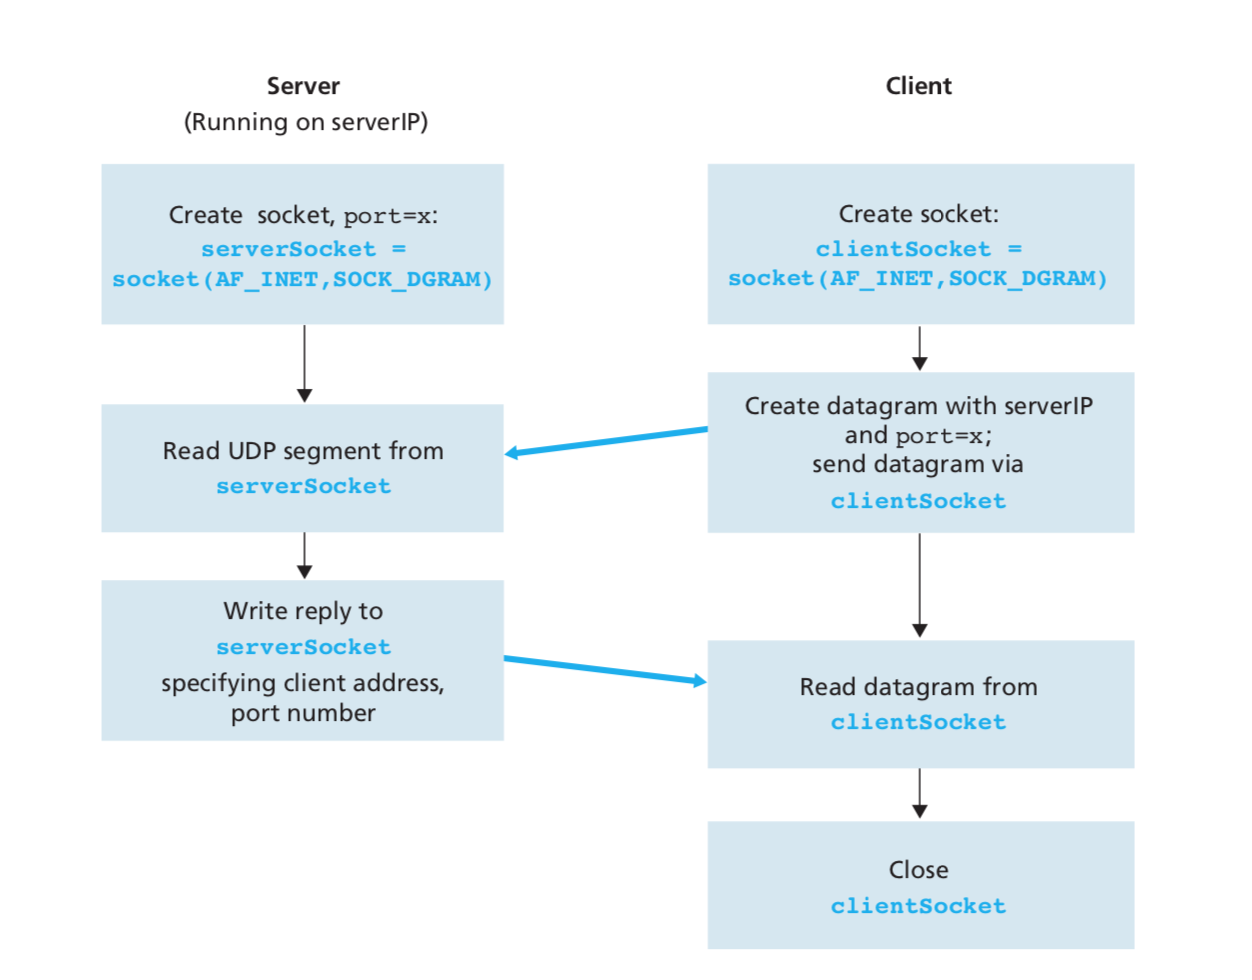 Server
(Running on serverIP)
Create socket, port=x:
serverSocket =
socket(AF_INET,SOCK_DGRAM)
Read UDP segment from
serverSocket
Write reply to
serverSocket
specifying client address,
port number
Client
Create socket:
clientSocket =
socket(AF_INET,SOCK_DGRAM)
Create datagram with serverIP
and port=x;
send datagram via
clientSocket
Read datagram from
clientSocket
Close
clientSocket